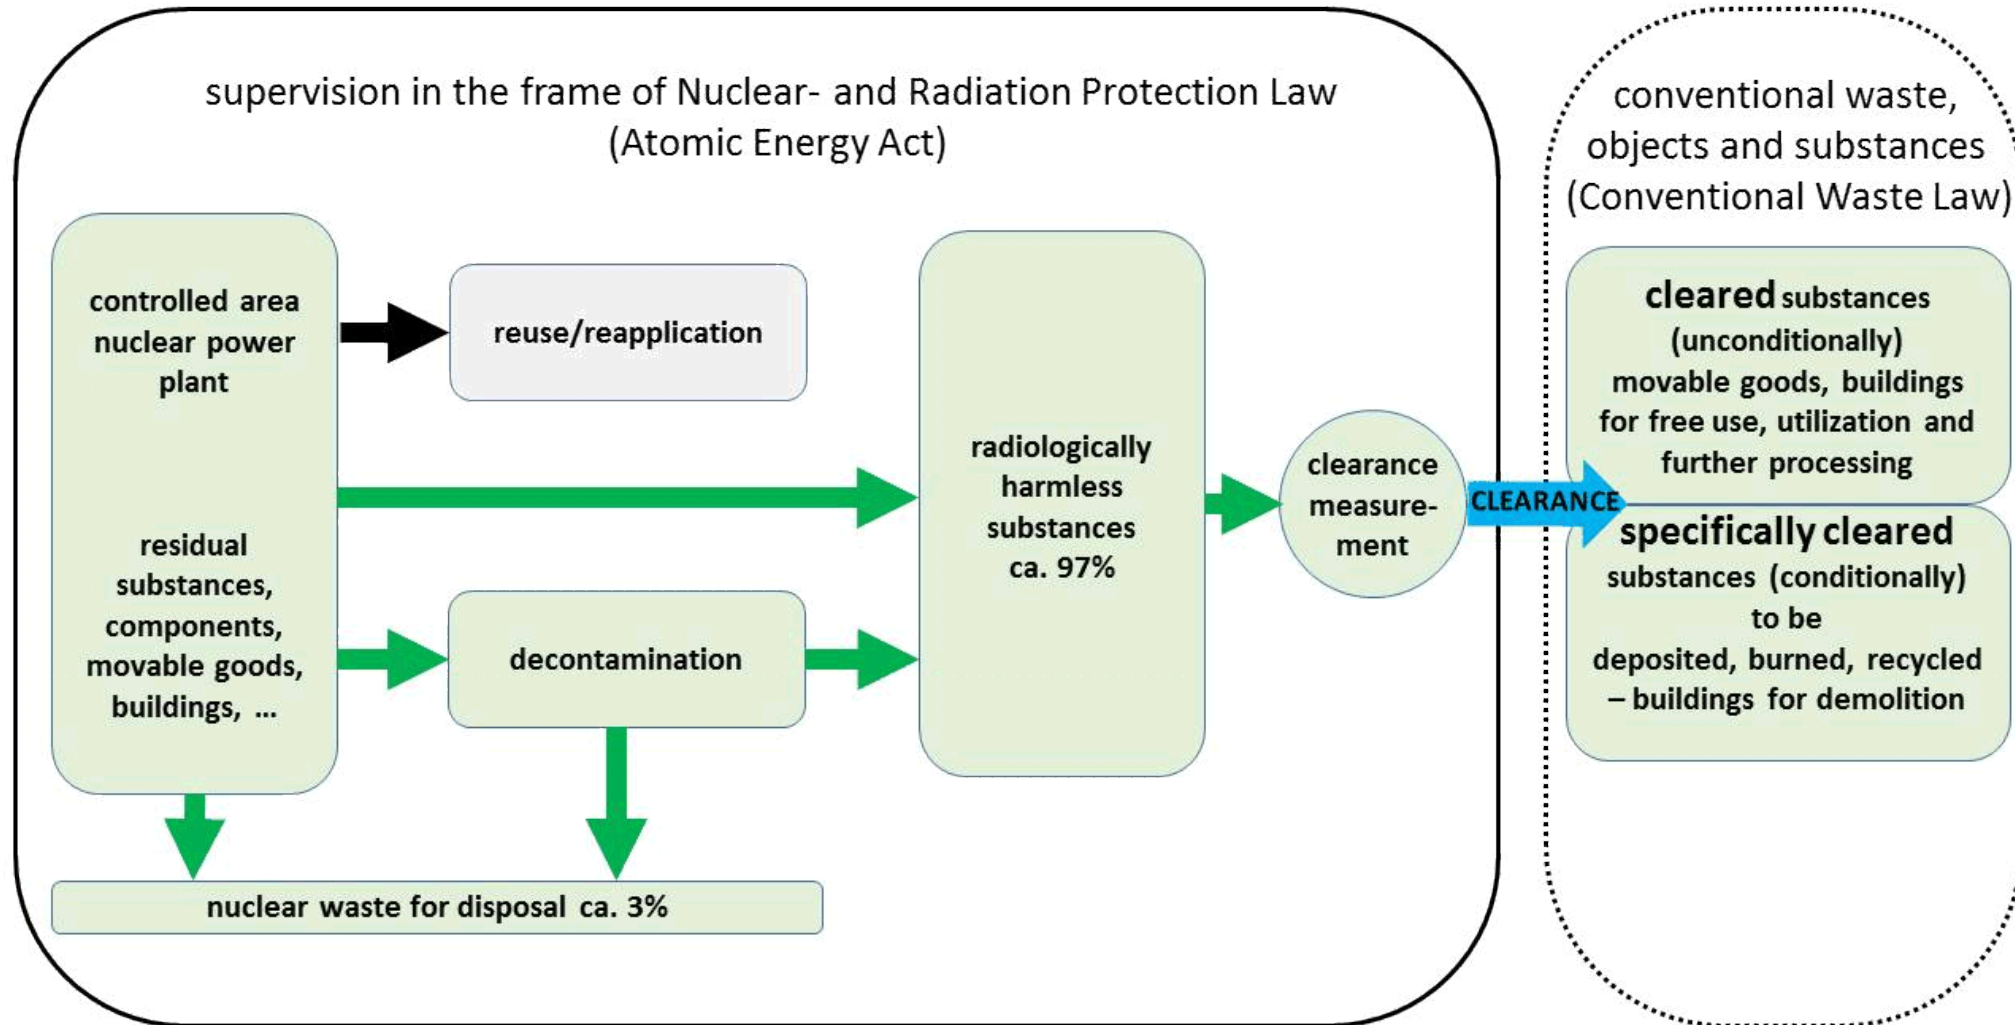 supervision in the frame of Nuclear- and Radiation Protection Law
(Atomic Energy Act)
controlled area
nuclear power
plant
residual
substances,
components,
movable goods,
buildings, ...
reuse/reapplication
decontamination
nuclear waste for disposal ca. 3%
radiologically
harmless
substances
ca. 97%
clearance
measure-
ment
CLEARANCE
conventional waste,
objects and substances
(Conventional Waste Law)
cleared substances
(unconditionally)
movable goods, buildings
for free use, utilization and
further processing
specifically cleared
substances (conditionally)
to be
deposited, burned, recycled
– buildings for demolition